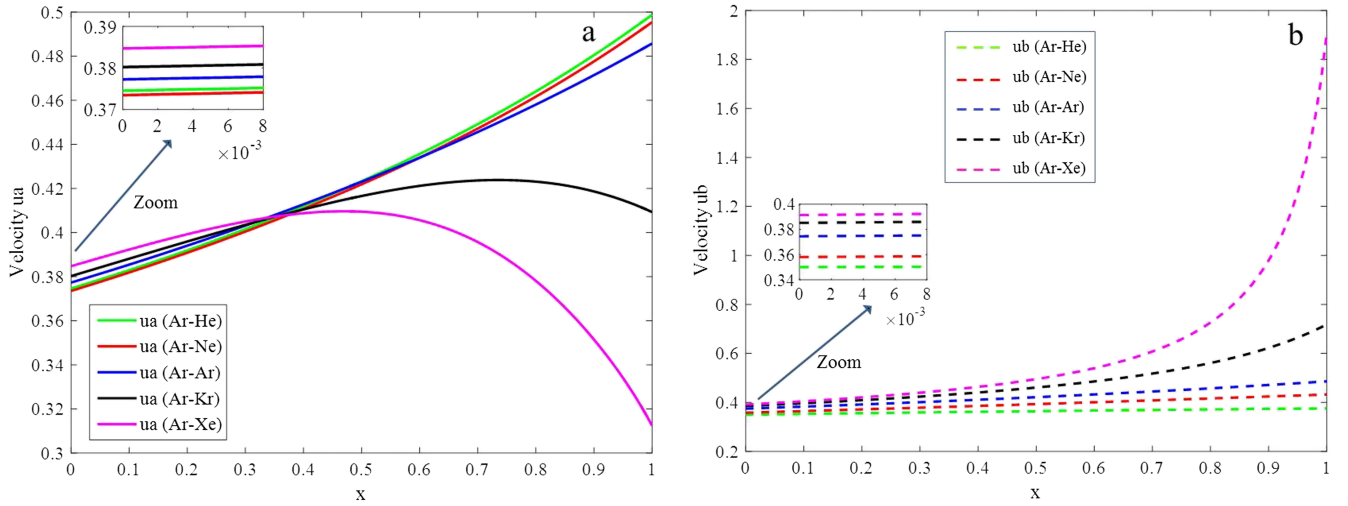 a
Velocity ua
0.5
0.48
0.46
0.44
0.42
0.4
0.38
0.36
0.34
0.32
0.3
0.39
0.38
0.37
0 2 4 6 8
×10⁻³
Zoom
ua (Ar-He)
ua (Ar-Ne)
ua (Ar-Ar)
ua (Ar-Kr)
ua (Ar-Xe)
0 0.1 0.2 0.3 0.4 0.5 0.6 0.7 0.8 0.9 1
x
b
Velocity ub
2
1.8
1.6
1.4
1.2
1
0.8
0.6
0.4
0.2
ub (Ar-He)
ub (Ar-Ne)
ub (Ar-Ar)
ub (Ar-Kr)
ub (Ar-Xe)
0.4
0.38
0.36
0.34
0 2 4 6 8
×10⁻³
Zoom
0 0.1 0.2 0.3 0.4 0.5 0.6 0.7 0.8 0.9 1
x